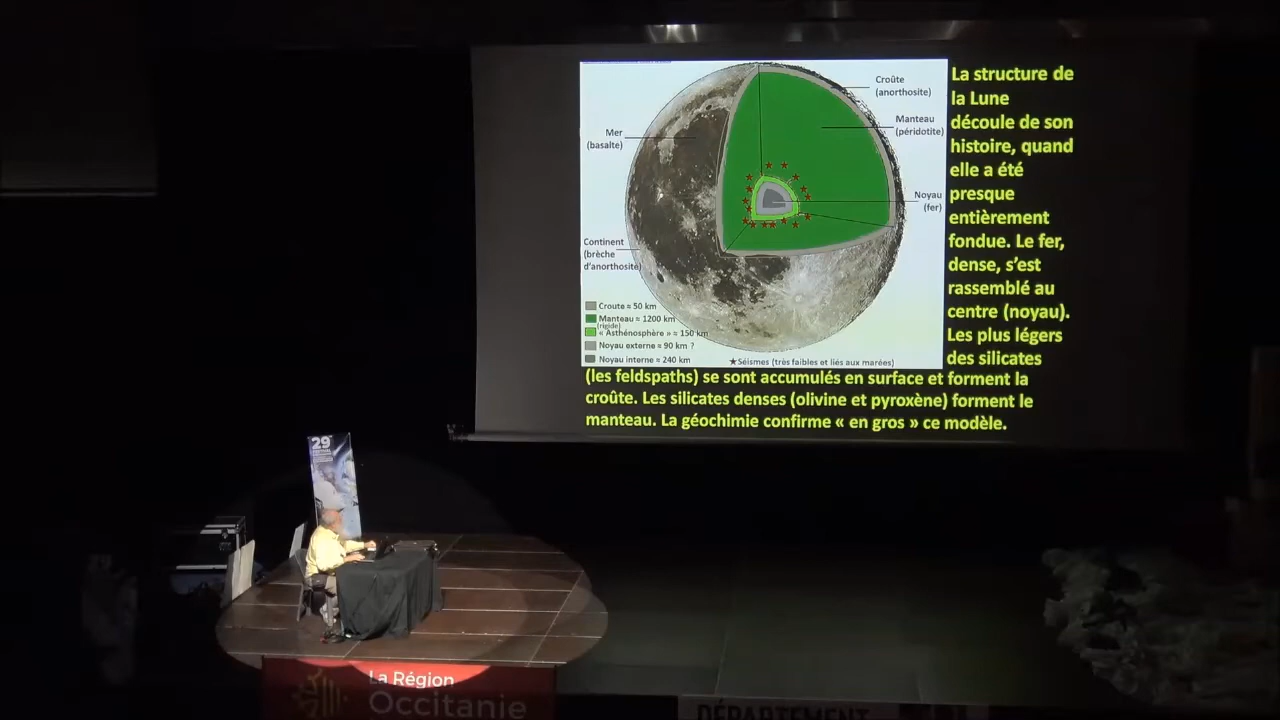 La structure de
la Lune
découle de son
histoire, quand
elle a été
presque
entièrement
fondue. Le fer,
dense, s'est
rassemblé au
centre (noyau).
Les plus légers
des silicates
(les feldspaths) se sont accumulés en surface et forment la
croûte. Les silicates denses (olivine et pyroxène) forment le
manteau. La géochimie confirme « en gros » ce modèle.
Croûte
(anorthosite)
Manteau
(péridotite)
Noyau
(fer)
Mer
(basalte)
Continent
(brèche
d'anorthosite)
Croute ≈ 50 km
Manteau ≈ 1200 km
(rigide)
« Asthénosphère » ≈ 150 km
Noyau externe ≈ 90 km ?
Noyau interne ≈ 240 km
★Séismes (très faibles et liés aux marées)
29
La Région
Occitanie
DÉPARTEMENT